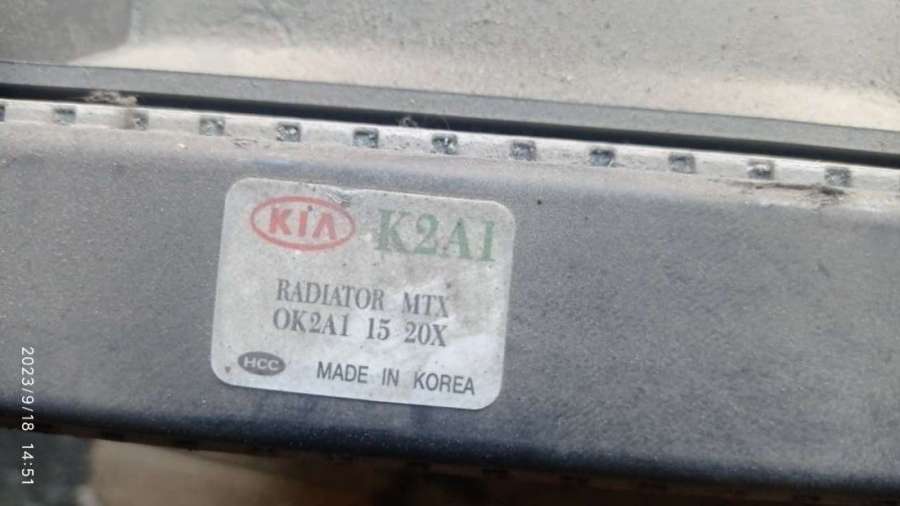 KIA K2A1
RADIATOR MTX
OK2A1 15 20X
HCC MADE IN KOREA
2023/9/18 14:51